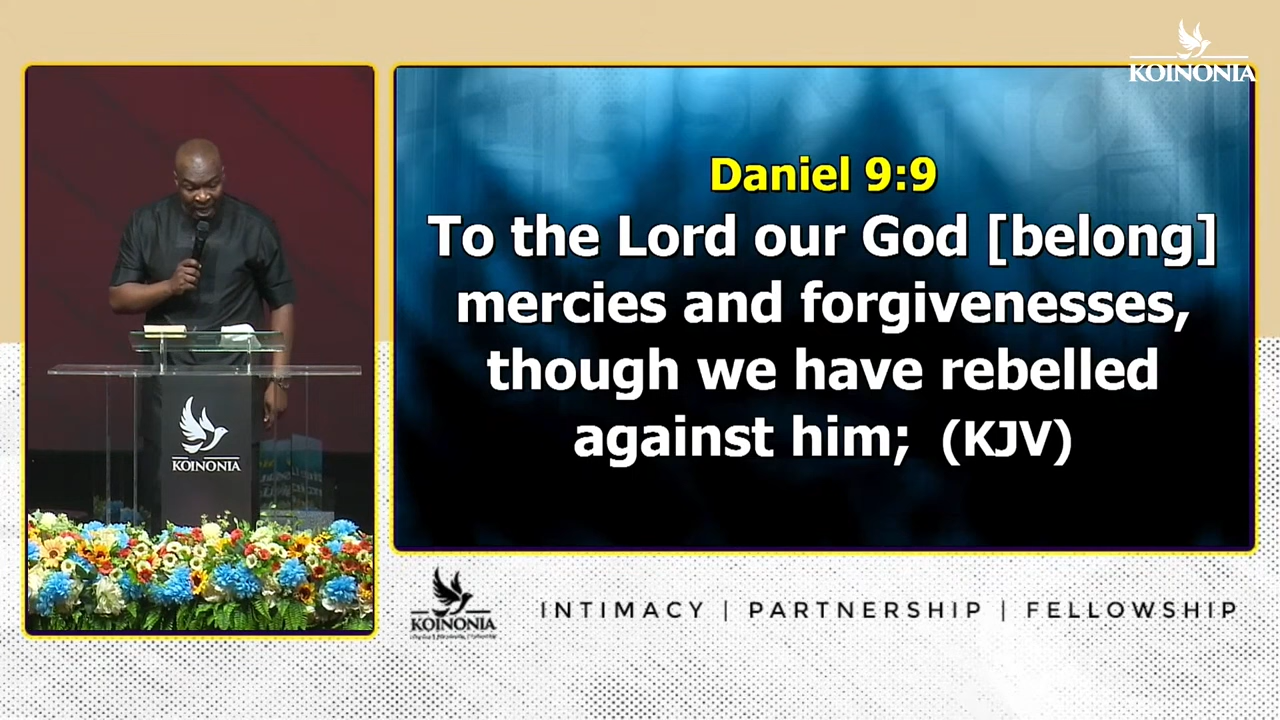 KOINONIA
Daniel 9:9
To the Lord our God [belong]
mercies and forgivenesses,
though we have rebelled
against him; (KJV)
KOINONIA
KOINONIA
INTIMACY | PARTNERSHIP | FELLOWSHIP